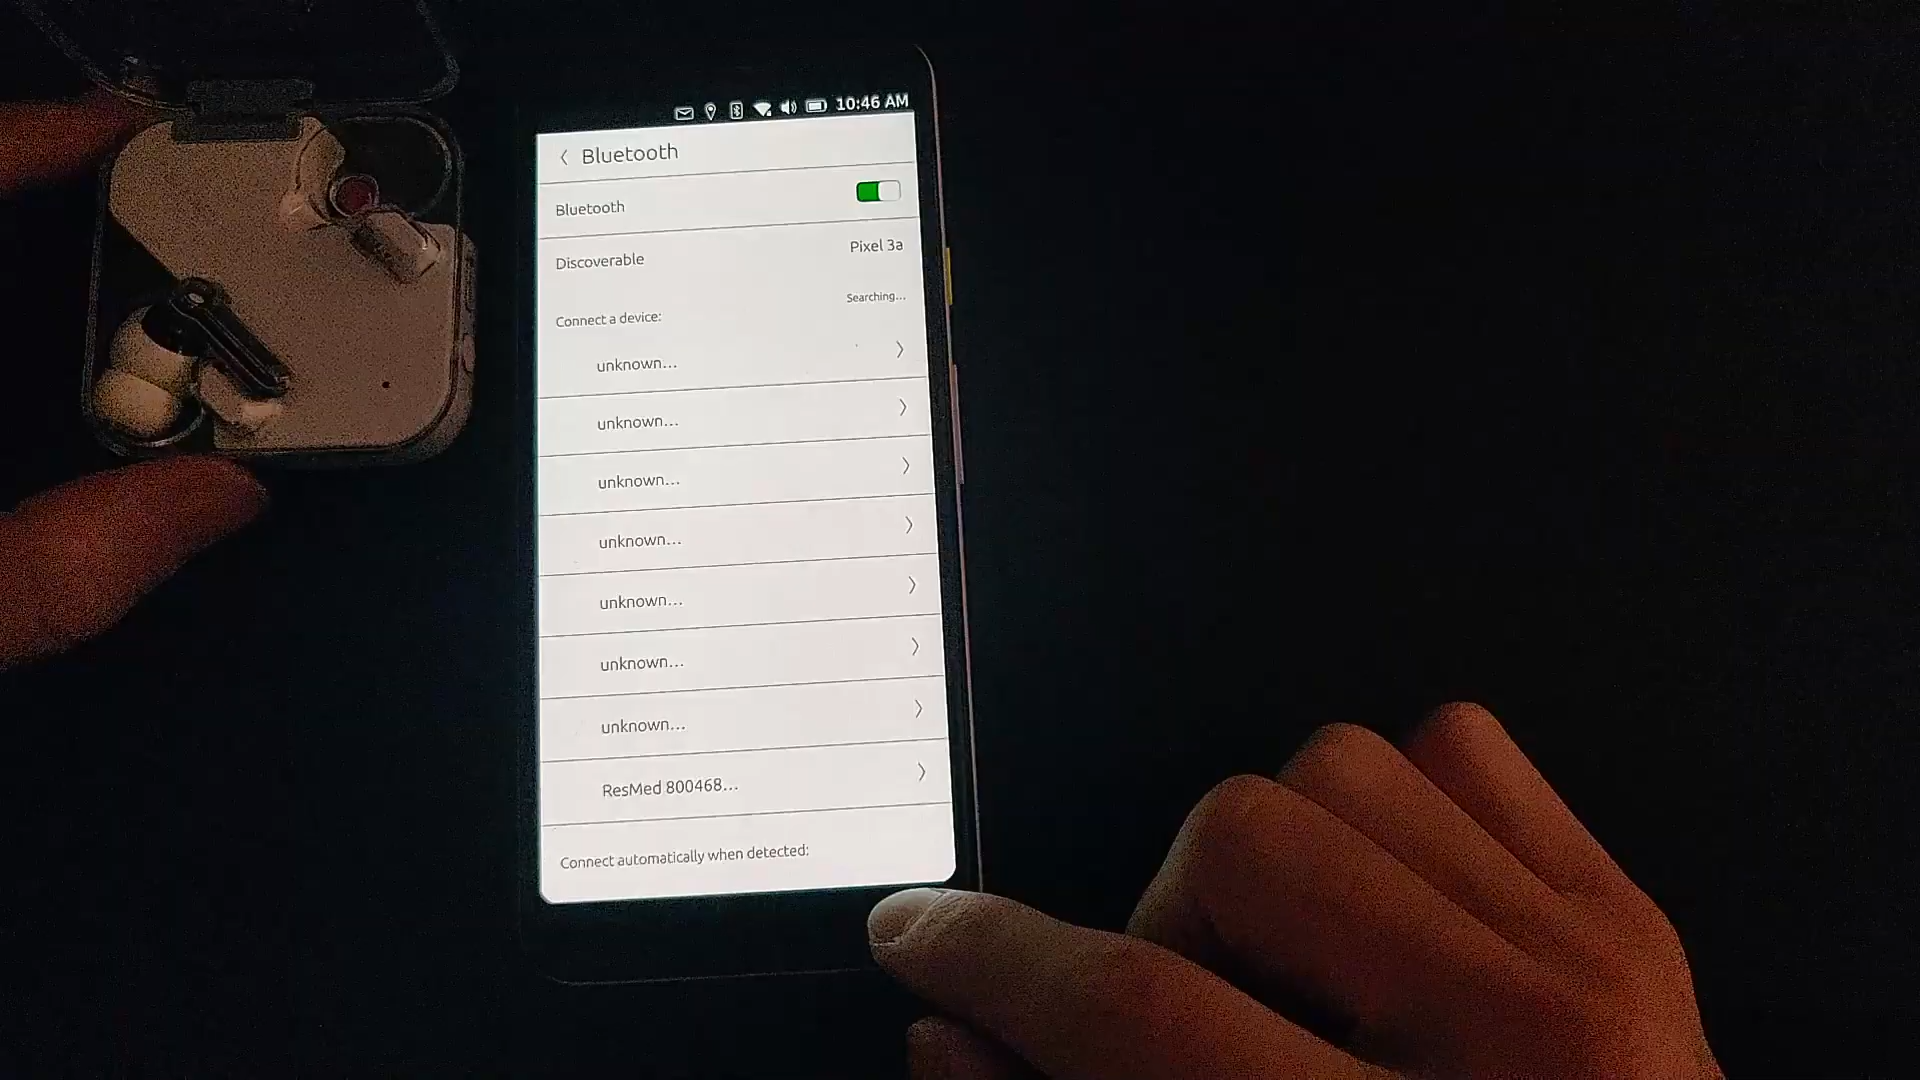 10:46 AM
Bluetooth
Bluetooth
Discoverable Pixel 3a
Searching...
Connect a device:
unknown...
unknown...
unknown...
unknown...
unknown...
unknown...
unknown...
ResMed 800468...
Connect automatically when detected: